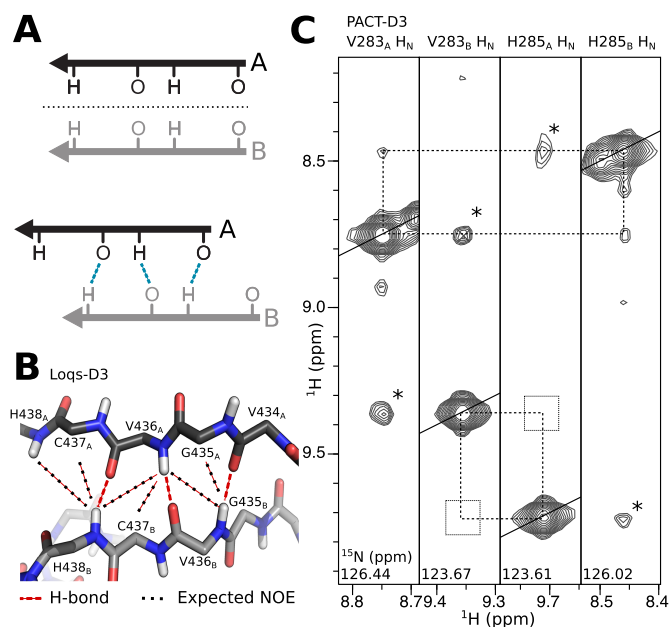 A
H O H O A
H O H O B
H O H O A
H O H O B
B
Loqs-D3
H438A
C437A
V436A
V434A
G435A
G435B
C437B
V436B
H438B
H-bond Expected NOE
C
PACT-D3
V283A HN V283B HN H285A HN H285B HN
*
*
*
*
8.5
9.0
9.5
1H (ppm)
15N (ppm)
126.44 123.67 123.61 126.02
8.8 8.7 9.4 9.3 9.7 8.5 8.4
1H (ppm)